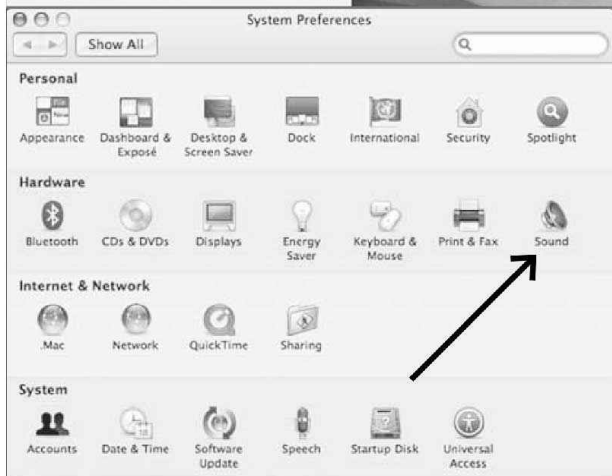 System Preferences
Show All
Personal
Appearance Dashboard & Exposé Desktop & Screen Saver Dock International Security Spotlight
Hardware
Bluetooth CDs & DVDs Displays Energy Saver Keyboard & Mouse Print & Fax Sound
Internet & Network
.Mac Network QuickTime Sharing
System
Accounts Date & Time Software Update Speech Startup Disk Universal Access